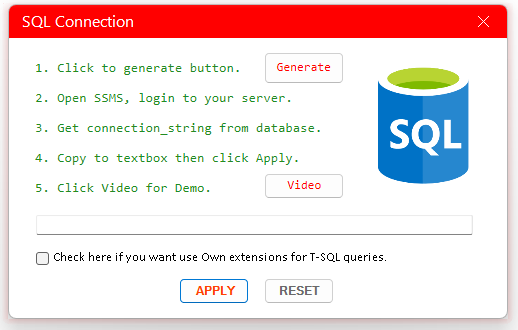 SQL Connection
1. Click to generate button.
Generate
2. Open SSMS, login to your server.
3. Get connection_string from database.
4. Copy to textbox then click Apply.
5. Click Video for Demo.
Video
SQL
Check here if you want use Own extensions for T-SQL queries.
APPLY
RESET